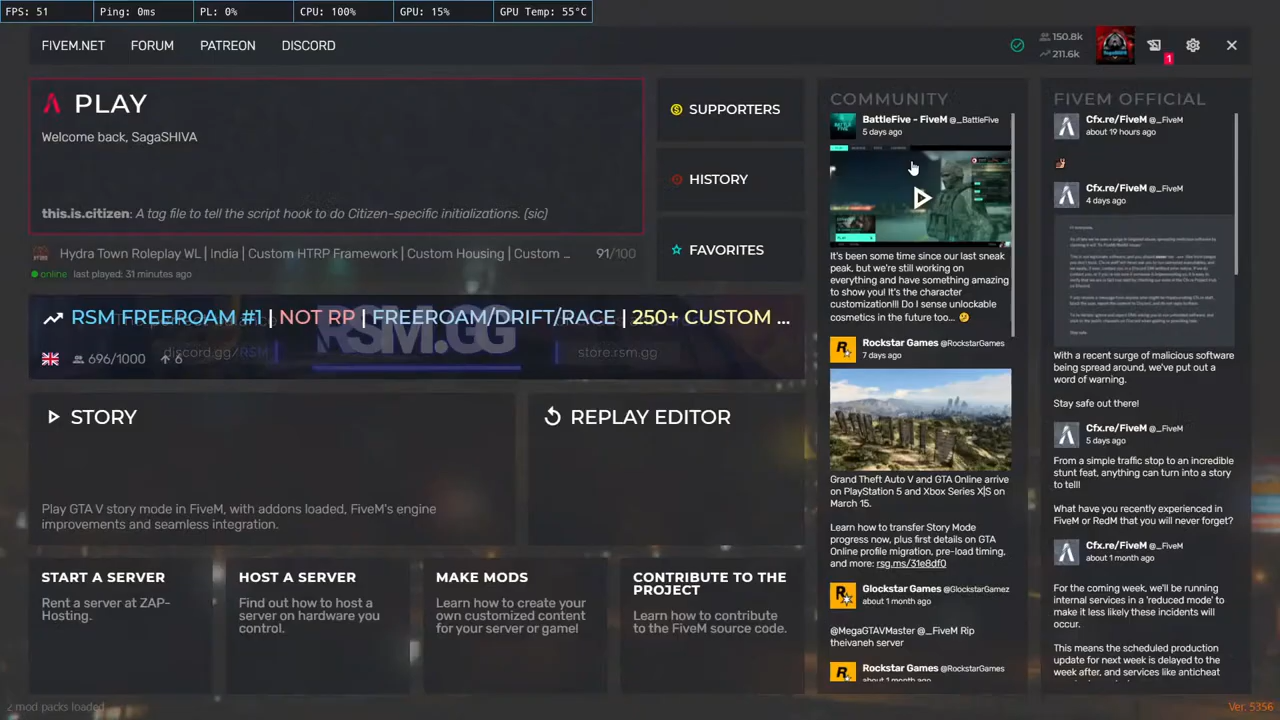 FPS: 51
Ping: 0ms
PL: 0%
CPU: 100%
GPU: 15%
GPU Temp: 55°C
FIVEM.NET
FORUM
PATREON
DISCORD
150.8k
211.6k
1
PLAY
Welcome back, SagaSHIVA
this.is.citizen: A tag file to tell the script hook to do Citizen-specific initializations. (sic)
Hydra Town Roleplay WL | India | Custom HTRP Framework | Custom Housing | Custom ...
91/100
online last played: 31 minutes ago
SUPPORTERS
HISTORY
FAVORITES
RSM FREEROAM #1 | NOT RP | FREEROAM/DRIFT/RACE | 250+ CUSTOM ...
RSM.GG
696/1000
6
discord.gg/RSM
store.rsm.gg
STORY
Play GTA V story mode in FiveM, with addons loaded, FiveM's engine
improvements and seamless integration.
REPLAY EDITOR
START A SERVER
Rent a server at ZAP-
Hosting.
HOST A SERVER
Find out how to host a
server on hardware you
control.
MAKE MODS
Learn how to create your
own customized content
for your server or game!
CONTRIBUTE TO THE
PROJECT
Learn how to contribute
to the FiveM source code.
COMMUNITY
BattleFive - FiveM @_BattleFive
5 days ago
It's been some time since our last sneak
peak, but we're still working on
everything and have something amazing
to show you! It's the character
customization!!! Do I sense unlockable
cosmetics in the future too...
Rockstar Games @RockstarGames
7 days ago
Grand Theft Auto V and GTA Online arrive
on PlayStation 5 and Xbox Series X|S on
March 15.
Learn how to transfer Story Mode
progress now, plus first details on GTA
Online profile migration, pre-load timing,
and more: rsg.ms/31e8df0
Glockstar Games @GlockstarGamez
about 1 month ago
@MegaGTAVMaster @_FiveM Rip
theivaneh server
Rockstar Games @RockstarGames
about 1 month ago
FIVEM OFFICIAL
Cfx.re/FiveM @_FiveM
about 19 hours ago
Cfx.re/FiveM @_FiveM
4 days ago
With a recent surge of malicious software
being spread around, we've put out a
word of warning.
Stay safe out there!
Cfx.re/FiveM @_FiveM
5 days ago
From a simple traffic stop to an incredible
stunt feat, anything can turn into a story
to tell!
What have you recently experienced in
FiveM or RedM that you will never forget?
Cfx.re/FiveM @_FiveM
about 1 month ago
For the coming week, we'll be running
internal services in a 'reduced mode' to
make it less likely these incidents will
occur.
This means the scheduled production
update for next week is delayed to the
week after, and services like anticheat
2 mod packs loaded
Ver. 5356